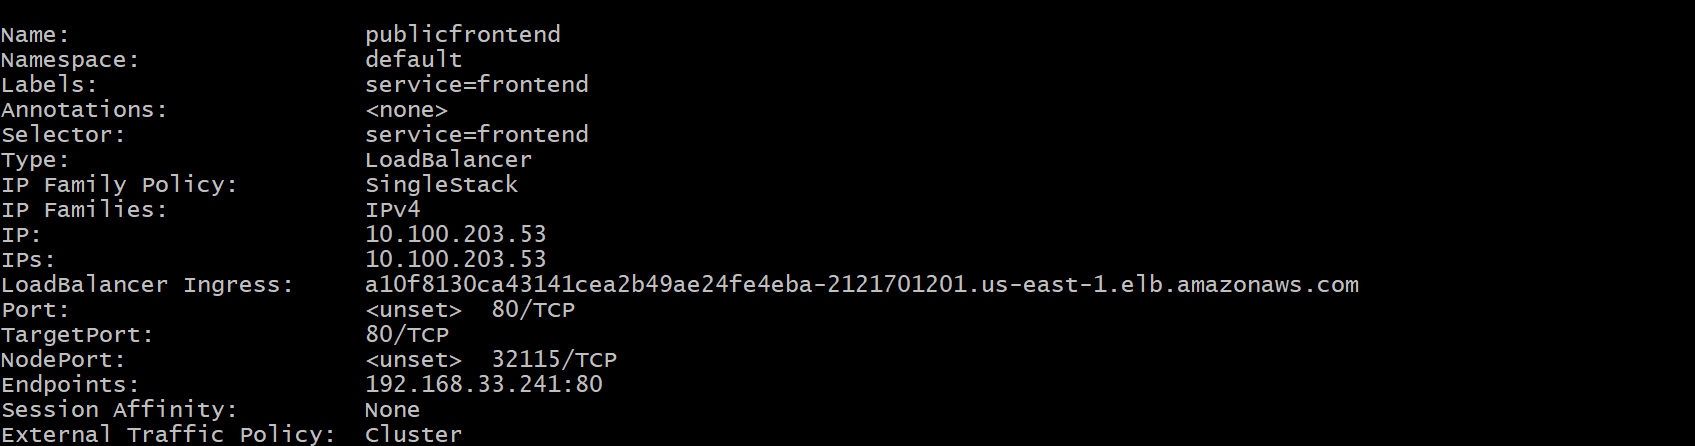 Name:                     publicfrontend
Namespace:                default
Labels:                   service=frontend
Annotations:              <none>
Selector:                 service=frontend
Type:                     LoadBalancer
IP Family Policy:         SingleStack
IP Families:              IPv4
IP:                       10.100.203.53
IPs:                      10.100.203.53
LoadBalancer Ingress:     a10f8130ca43141cea2b49ae24fe4eba-2121701201.us-east-1.elb.amazonaws.com
Port:                     <unset>  80/TCP
TargetPort:               80/TCP
NodePort:                 <unset>  32115/TCP
Endpoints:                192.168.33.241:80
Session Affinity:         None
External Traffic Policy:  Cluster